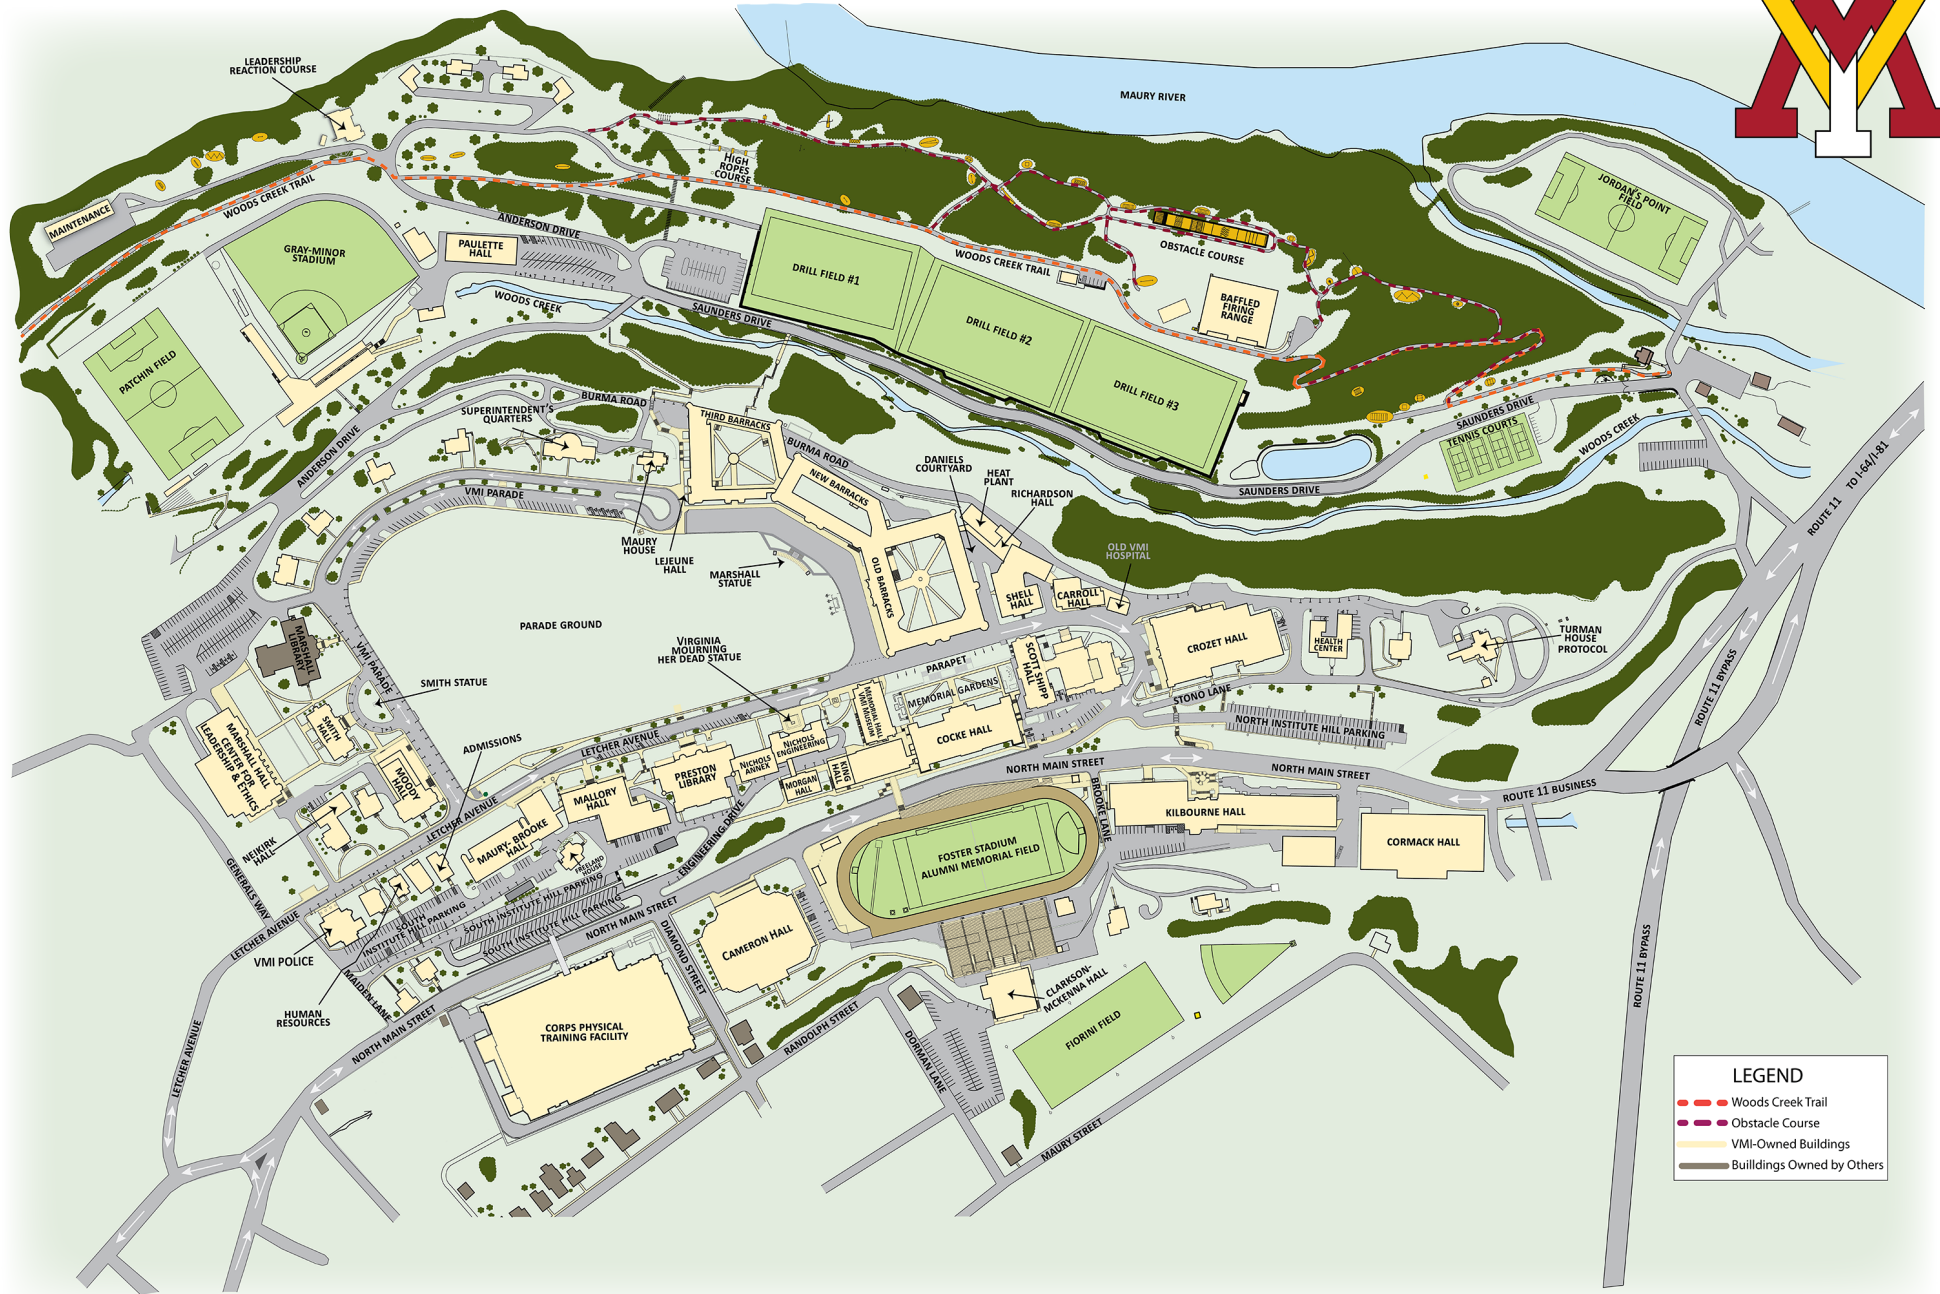 LEADERSHIP
REACTION COURSE
MAURY RIVER
HIGH
ROPES
COURSE
JORDAN'S POINT
FIELD
WOODS CREEK TRAIL
MAINTENANCE
ANDERSON DRIVE
GRAY-MINOR
STADIUM
PAULETTE
HALL
OBSTACLE COURSE
WOODS CREEK TRAIL
DRILL FIELD #1
WOODS CREEK
SAUNDERS DRIVE
BAFFLED
FIRING
RANGE
DRILL FIELD #2
PATCHIN FIELD
DRILL FIELD #3
BURMA ROAD
SUPERINTENDENT'S
QUARTERS
THIRD BARRACKS
SAUNDERS DRIVE
TENNIS COURTS
WOODS CREEK
ANDERSON DRIVE
BURMA ROAD
DANIELS
COURTYARD
HEAT
PLANT
RICHARDSON
HALL
NEW BARRACKS
SAUNDERS DRIVE
TO I-64/I-81
ROUTE 11
VMI PARADE
MAURY
HOUSE
LEJEUNE
HALL
MARSHALL
STATUE
OLD BARRACKS
OLD VMI
HOSPITAL
SHELL
HALL
CARROLL
HALL
PARADE GROUND
VIRGINIA
MOURNING
HER DEAD STATUE
CROZET HALL
HEALTH
CENTER
TURMAN
HOUSE
PROTOCOL
MARSHALL
LIBRARY
VMI PARADE
SMITH STATUE
PARAPET
SCOTT SHIPP
HALL
MEMORIAL GARDENS
STONO LANE
ROUTE 11 BYPASS
MEMORIAL HALL
VMI MUSEUM
NORTH INSTITUTE HILL PARKING
SMITH
HALL
MARSHALL HALL
CENTER FOR
LEADERSHIP & ETHICS
ADMISSIONS
LETCHER AVENUE
NICHOLS
ENGINEERING
COCKE HALL
NICHOLS
ANNEX
NORTH MAIN STREET
NORTH MAIN STREET
ROUTE 11 BUSINESS
MOODY
HALL
PRESTON
LIBRARY
MORGAN
HALL
KING
HALL
MALLORY
HALL
BROOKE LANE
KILBOURNE HALL
CORMACK HALL
LETCHER AVENUE
MAURY- BROOKE
HALL
ENGINEERING DRIVE
FOSTER STADIUM
ALUMNI MEMORIAL FIELD
NEIKIRK
HALL
FREELAND
HOUSE
GENERALS WAY
SOUTH
INSTITUTE HILL PARKING
SOUTH INSTITUTE HILL PARKING
SOUTH INSTITUTE HILL PARKING
NORTH MAIN STREET
LETCHER AVENUE
VMI POLICE
CAMERON HALL
DIAMOND STREET
MAIDEN LANE
HUMAN
RESOURCES
CLARKSON-
MCKENNA HALL
ROUTE 11 BYPASS
NORTH MAIN STREET
CORPS PHYSICAL
TRAINING FACILITY
RANDOLPH STREET
FIORINI FIELD
DORMAN LANE
LETCHER AVENUE
MAURY STREET
LEGEND
Woods Creek Trail
Obstacle Course
VMI-Owned Buildings
Builldings Owned by Others